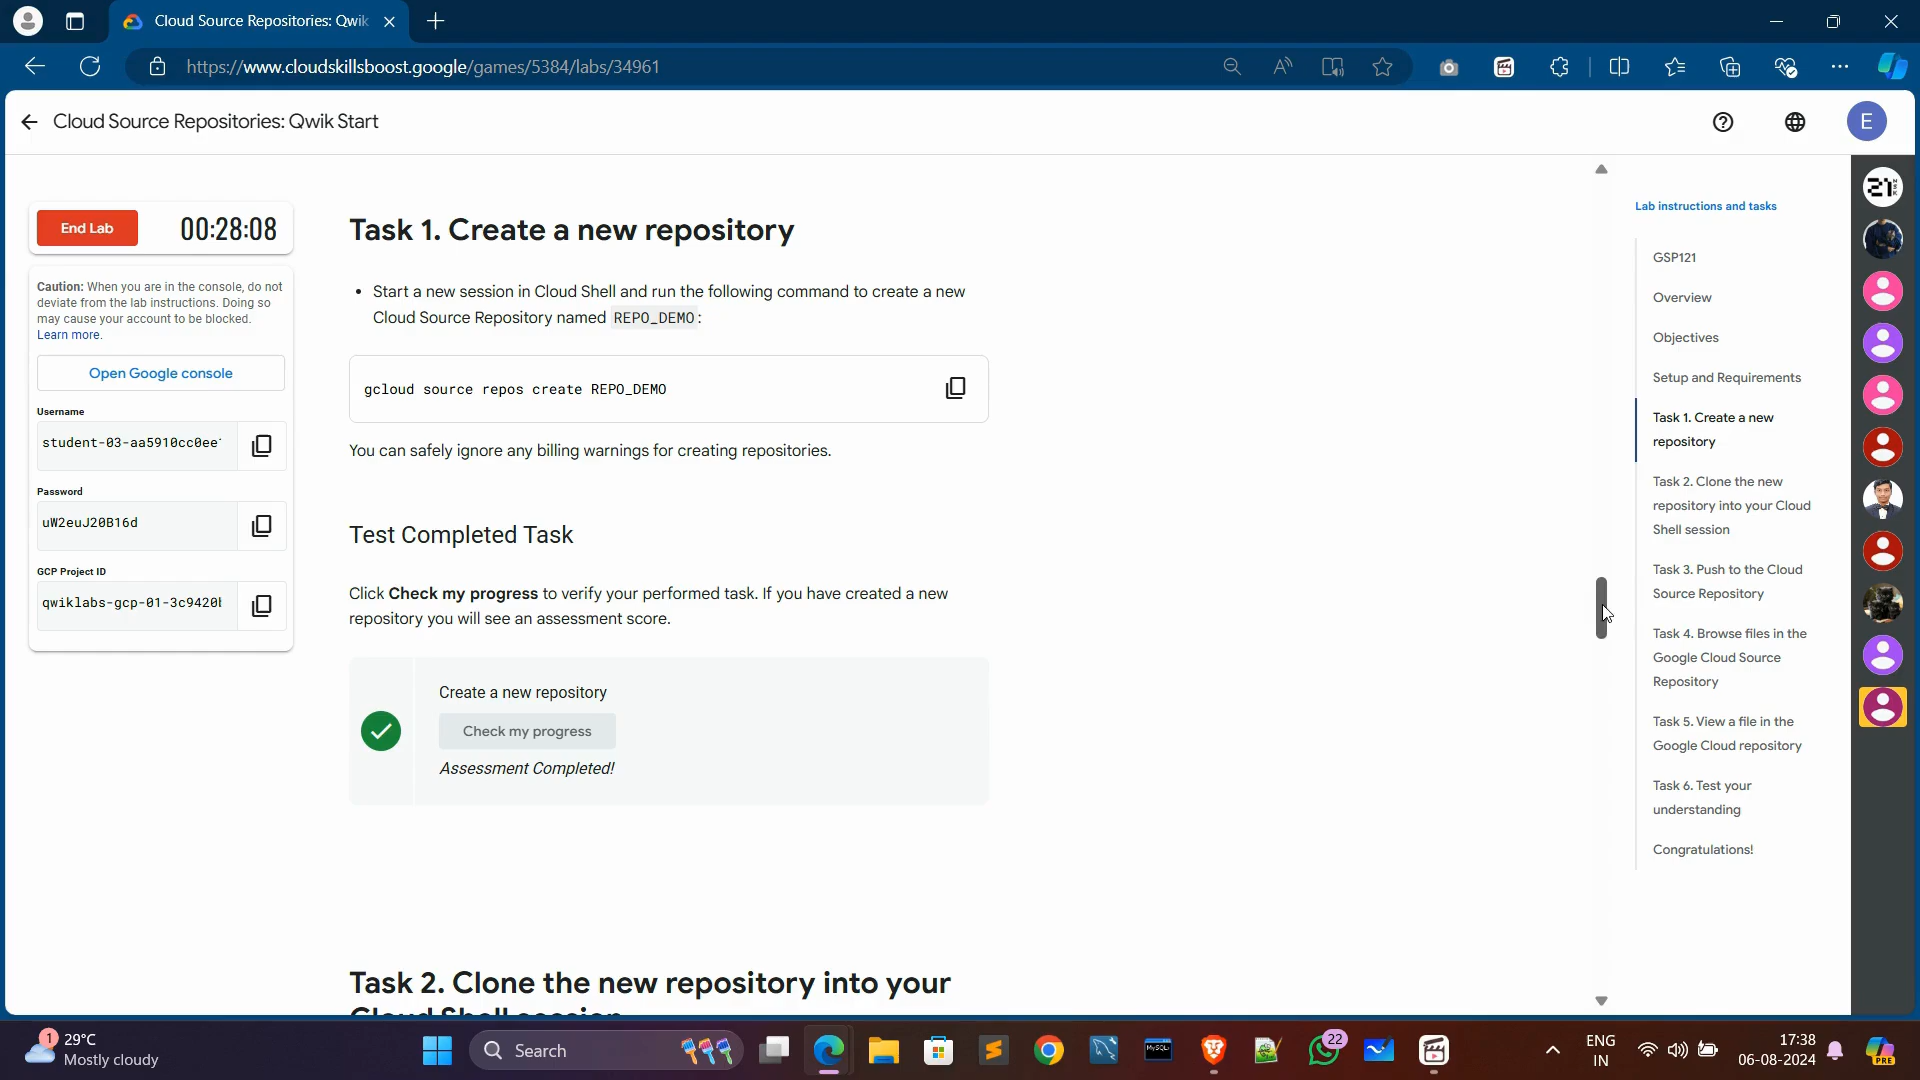 Cloud Source Repositories: Qwik
https://www.cloudskillsboost.google/games/5384/labs/34961
Cloud Source Repositories: Qwik Start
E
End Lab
00:28:08
Caution: When you are in the console, do not
deviate from the lab instructions. Doing so
may cause your account to be blocked.
Learn more.
Open Google console
Username
student-03-aa5910cc0ee
Password
uW2euJ20B16d
GCP Project ID
qwiklabs-gcp-01-3c9420
Task 1. Create a new repository
• Start a new session in Cloud Shell and run the following command to create a new
Cloud Source Repository named REPO_DEMO:
gcloud source repos create REPO_DEMO
You can safely ignore any billing warnings for creating repositories.
Test Completed Task
Click Check my progress to verify your performed task. If you have created a new
repository you will see an assessment score.
Create a new repository
Check my progress
Assessment Completed!
Task 2. Clone the new repository into your
Cloud Shell session
Lab instructions and tasks
GSP121
Overview
Objectives
Setup and Requirements
Task 1. Create a new
repository
Task 2. Clone the new
repository into your Cloud
Shell session
Task 3. Push to the Cloud
Source Repository
Task 4. Browse files in the
Google Cloud Source
Repository
Task 5. View a file in the
Google Cloud repository
Task 6. Test your
understanding
Congratulations!
21
1
29°C
Mostly cloudy
Search
MySQL
22
ENG
IN
17:38
06-08-2024
PRE